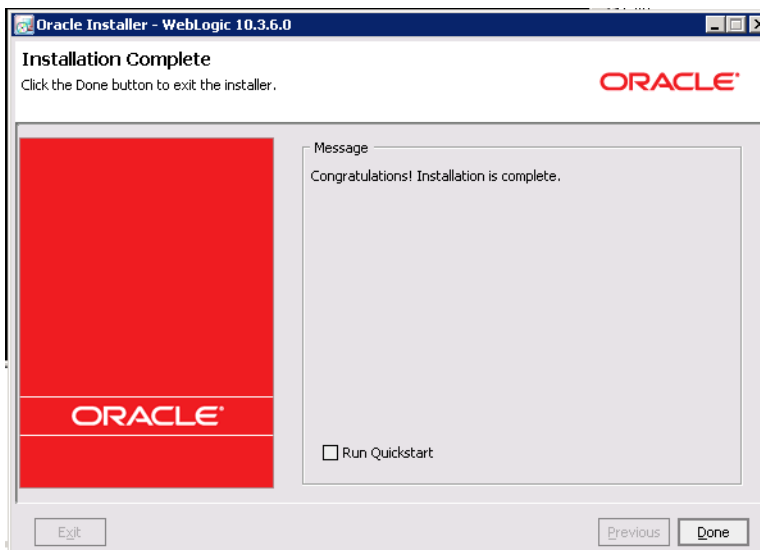 Oracle Installer - WebLogic 10.3.6.0
Installation Complete
Click the Done button to exit the installer.
ORACLE
Message
Congratulations! Installation is complete.
ORACLE
Run Quickstart
Exit
Previous
Done